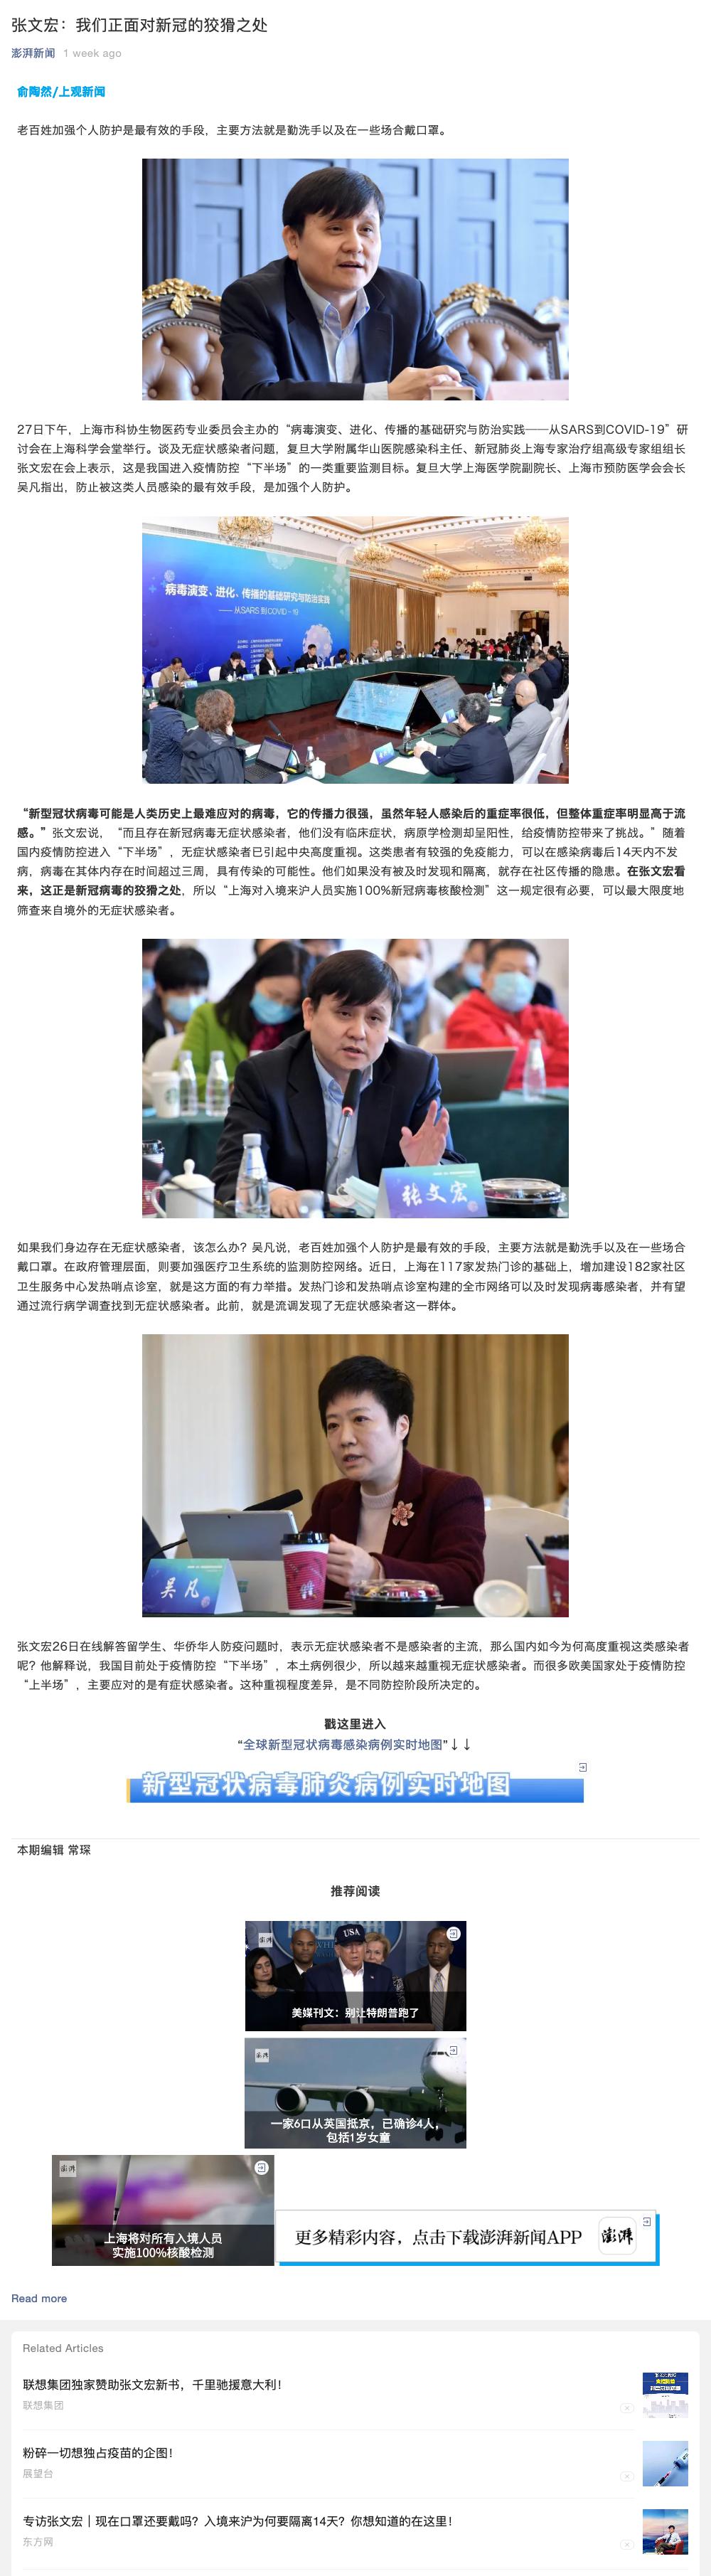 张文宏：我们正面对新冠的狡猾之处
澎湃新闻 1 week ago
俞陶然/上观新闻
老百姓加强个人防护是最有效的手段，主要方法就是勤洗手以及在一些场合戴口罩。
27日下午，上海市科协生物医药专业委员会主办的“病毒演变、进化、传播的基础研究与防治实践——从SARS到COVID-19”研
讨会在上海科学会堂举行。谈及无症状感染者问题，复旦大学附属华山医院感染科主任、新冠肺炎上海专家治疗组高级专家组组长
张文宏在会上表示，这是我国进入疫情防控“下半场”的一类重要监测目标。复旦大学上海医学院副院长、上海市预防医学会会长
吴凡指出，防止被这类人员感染的最有效手段，是加强个人防护。
病毒演变、进化、传播的基础研究与防治实践
——从SARS到COVID-19
“新型冠状病毒可能是人类历史上最难应对的病毒，它的传播力很强，虽然年轻人感染后的重症率很低，但整体重症率明显高于流
感。”张文宏说，“而且存在新冠病毒无症状感染者，他们没有临床症状，病原学检测却呈阳性，给疫情防控带来了挑战。”随着
国内疫情防控进入“下半场”，无症状感染者已引起中央高度重视。这类患者有较强的免疫能力，可以在感染病毒后14天内不发
病，病毒在其体内存在时间超过三周，具有传染的可能性。他们如果没有被及时发现和隔离，就存在社区传播的隐患。在张文宏看
来，这正是新冠病毒的狡猾之处，所以“上海对入境来沪人员实施100%新冠病毒核酸检测”这一规定很有必要，可以最大限度地
筛查来自境外的无症状感染者。
张文宏
如果我们身边存在无症状感染者，该怎么办？吴凡说，老百姓加强个人防护是最有效的手段，主要方法就是勤洗手以及在一些场合
戴口罩。在政府管理层面，则要加强医疗卫生系统的监测防控网络。近日，上海在117家发热门诊的基础上，增加建设182家社区
卫生服务中心发热哨点诊室，就是这方面的有力举措。发热门诊和发热哨点诊室构建的全市网络可以及时发现病毒感染者，并有望
通过流行病学调查找到无症状感染者。此前，就是流调发现了无症状感染者这一群体。
吴凡
张文宏26日在线解答留学生、华侨华人防疫问题时，表示无症状感染者不是感染者的主流，那么国内如今为何高度重视这类感染者
呢？他解释说，我国目前处于疫情防控“下半场”，本土病例很少，所以越来越重视无症状感染者。而很多欧美国家处于疫情防控
“上半场”，主要应对的是有症状感染者。这种重视程度差异，是不同防控阶段所决定的。
戳这里进入
“全球新型冠状病毒感染病例实时地图”↓↓
新型冠状病毒肺炎病例实时地图
本期编辑 常琛
推荐阅读
澎湃
USA
美媒刊文：别让特朗普跑了
澎湃
一家6口从英国抵京，已确诊4人，
包括1岁女童
澎湃
上海将对所有入境人员
实施100%核酸检测
更多精彩内容，点击下载澎湃新闻APP
澎湃
Read more
Related Articles
联想集团独家赞助张文宏新书，千里驰援意大利！
联想集团
粉碎一切想独占疫苗的企图！
展望台
专访张文宏｜现在口罩还要戴吗？入境来沪为何要隔离14天？你想知道的在这里！
东方网